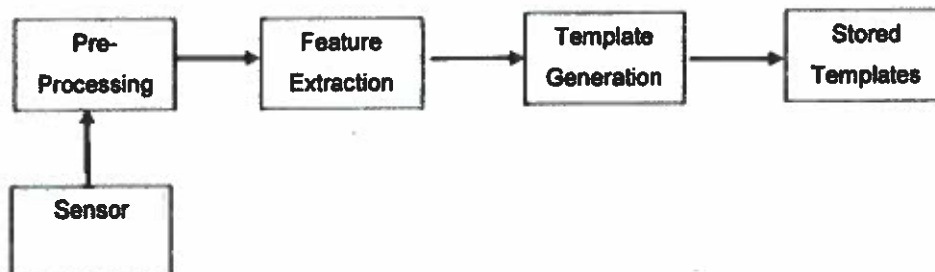 Pre-
Processing
Feature
Extraction
Template
Generation
Stored
Templates
Sensor